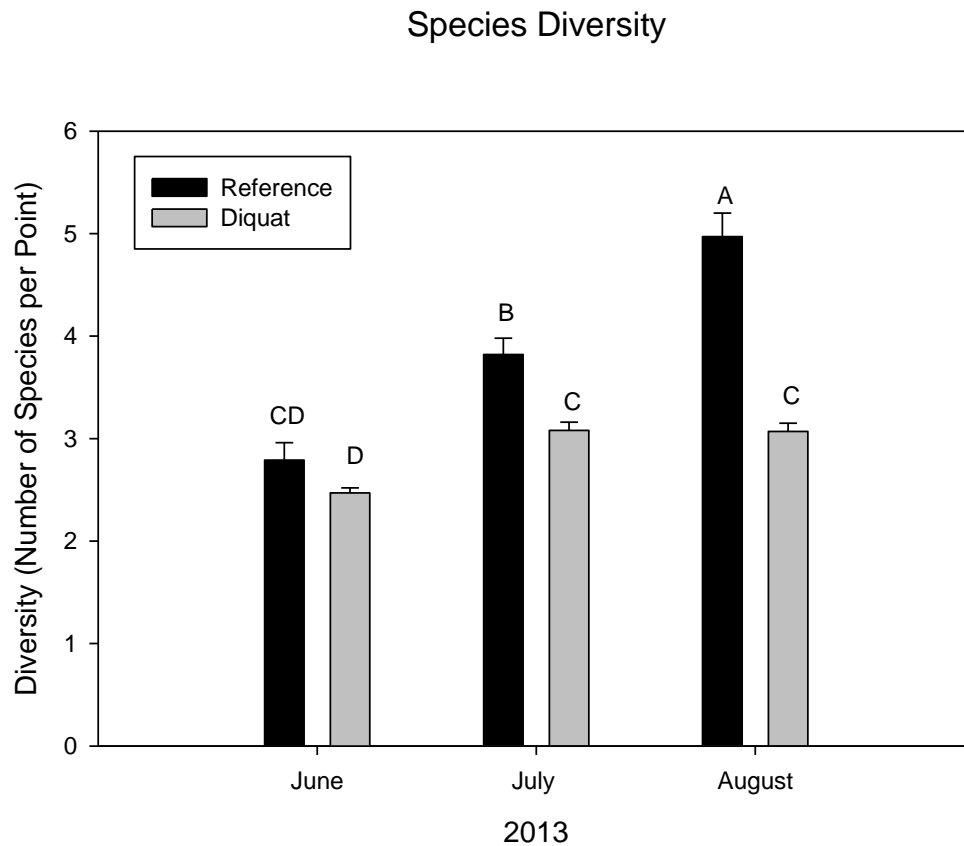 Species Diversity
Diversity (Number of Species per Point)
6
5
4
3
2
1
0
Reference
Diquat
CD
D
B
C
A
C
June
July
August
2013